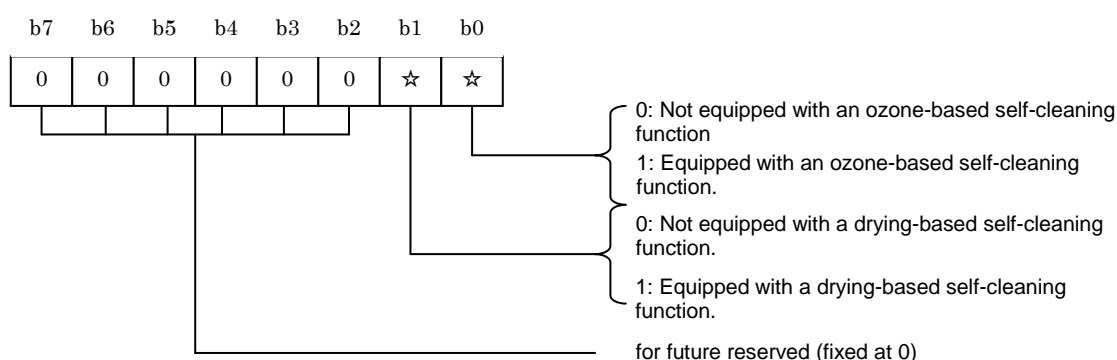 b7 b6 b5 b4 b3 b2 b1 b0
0 0 0 0 0 0 ☆ ☆
0: Not equipped with an ozone-based self-cleaning
function
1: Equipped with an ozone-based self-cleaning
function.
0: Not equipped with a drying-based self-cleaning
function.
1: Equipped with a drying-based self-cleaning
function.
for future reserved (fixed at 0)